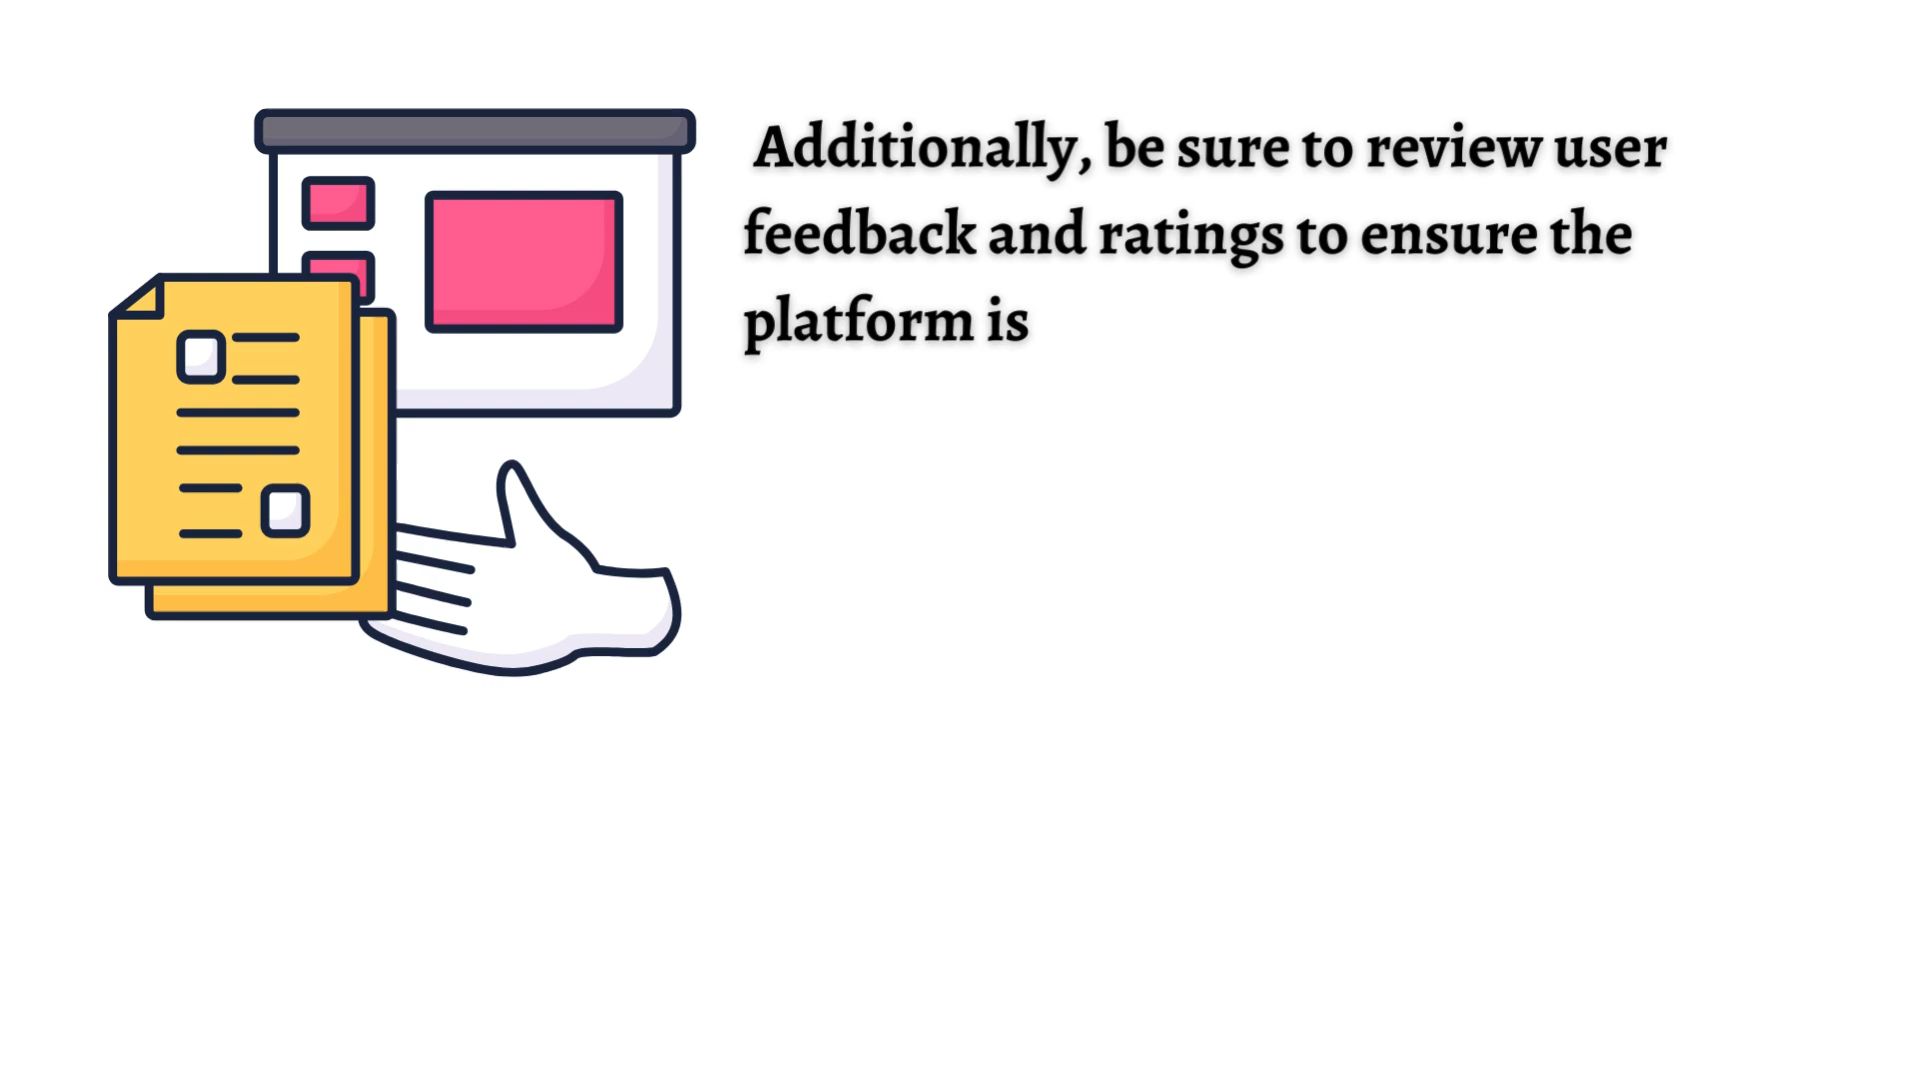 Additionally, be sure to review user
feedback and ratings to ensure the
platform is